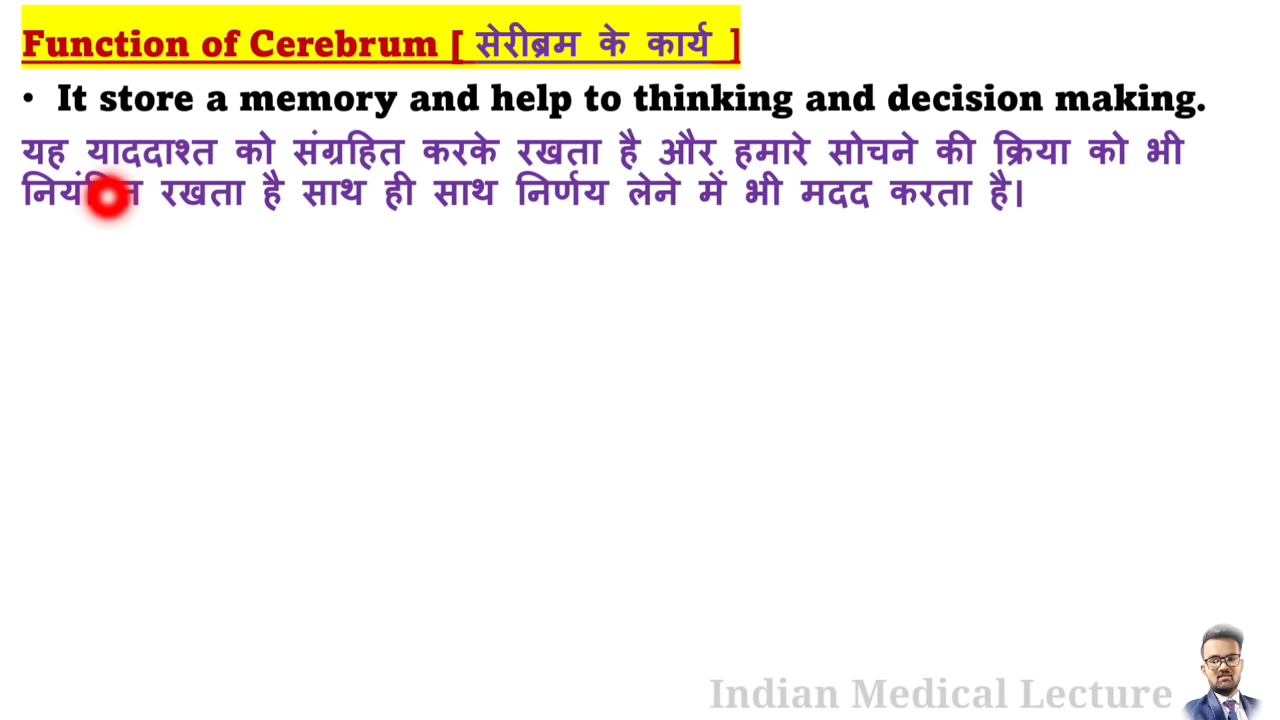 Function of Cerebrum [ सेरीब्रम के कार्य ]
• It store a memory and help to thinking and decision making.
यह याददाश्त को संग्रहित करके रखता है और हमारे सोचने की क्रिया को भी
रखता है साथ ही साथ निर्णय लेने में भी मदद करता है।
Indian Medical Lecture